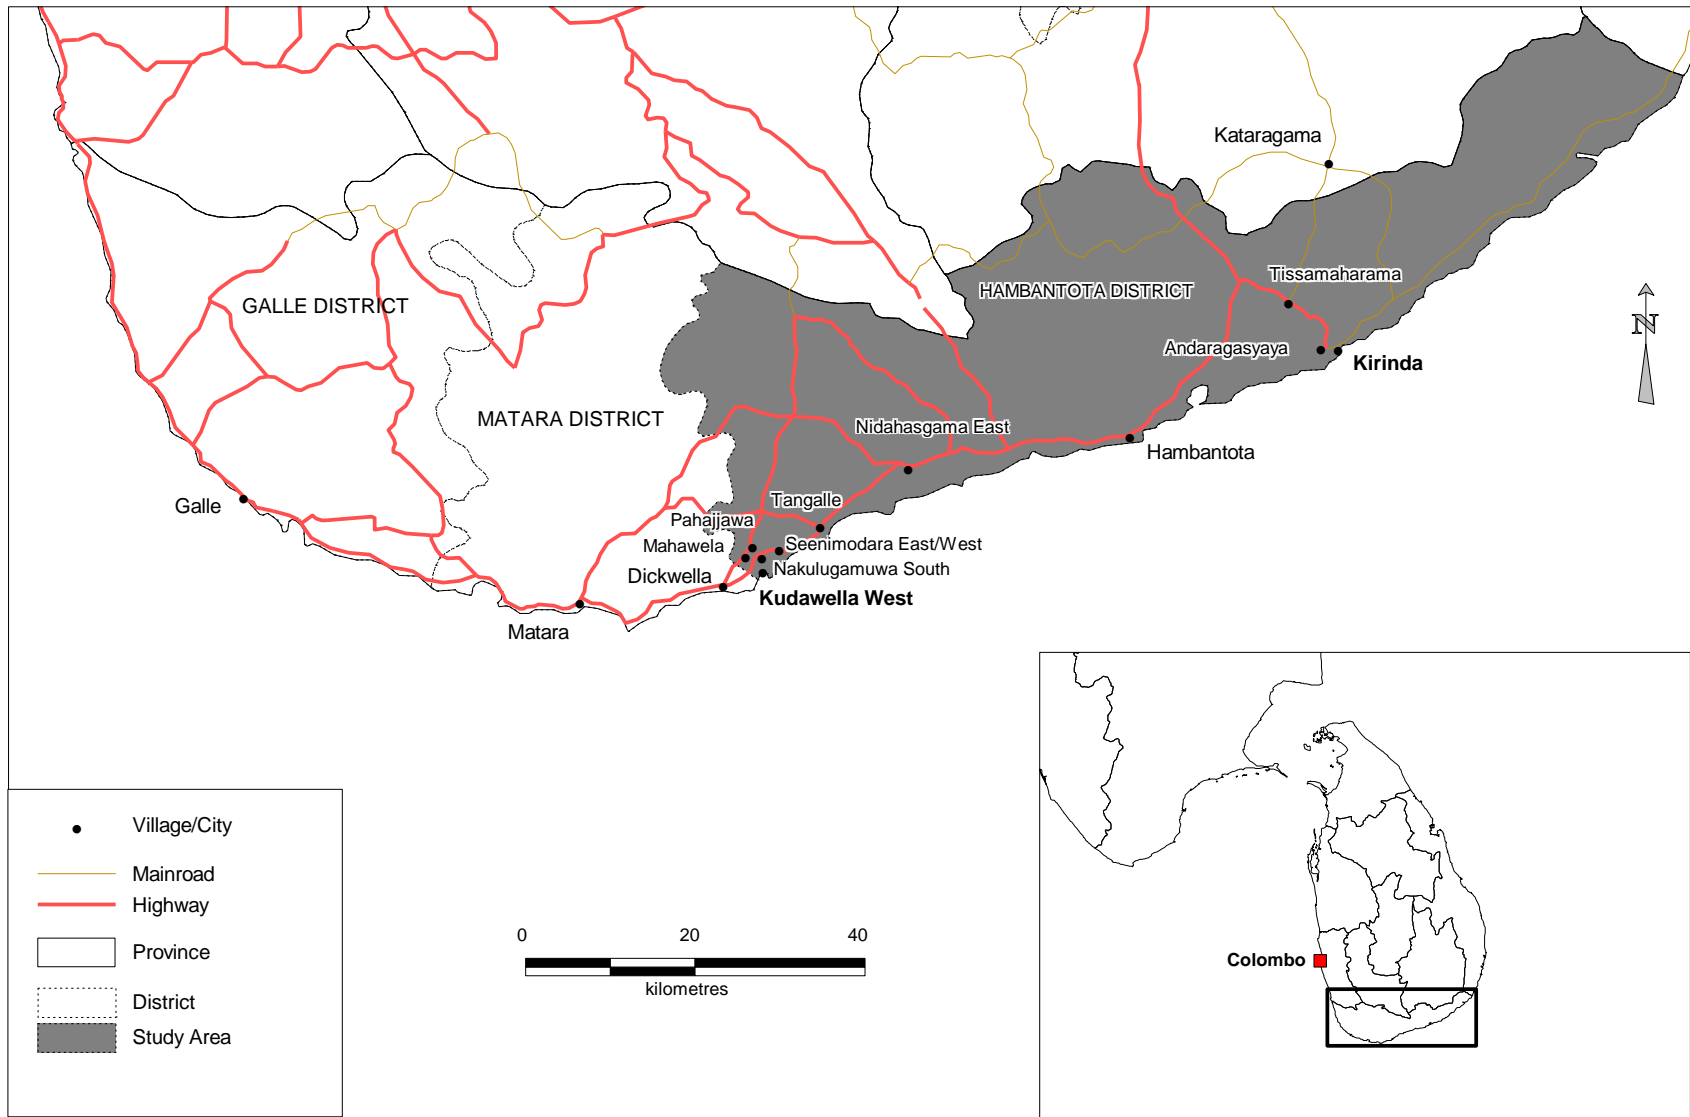 Kataragama
Tissamaharama
GALLE DISTRICT
HAMBANTOTA DISTRICT
N
Andaragasyaya
Kirinda
MATARA DISTRICT
Nidahasgama East
Hambantota
Galle
Tangalle
Pahajjawa
Mahawela
Seenimodara East/West
Dickwella
Nakulugamuwa South
Kudawella West
Matara
Village/City
Mainroad
Highway
Province
District
Study Area
0 20 40
kilometres
Colombo